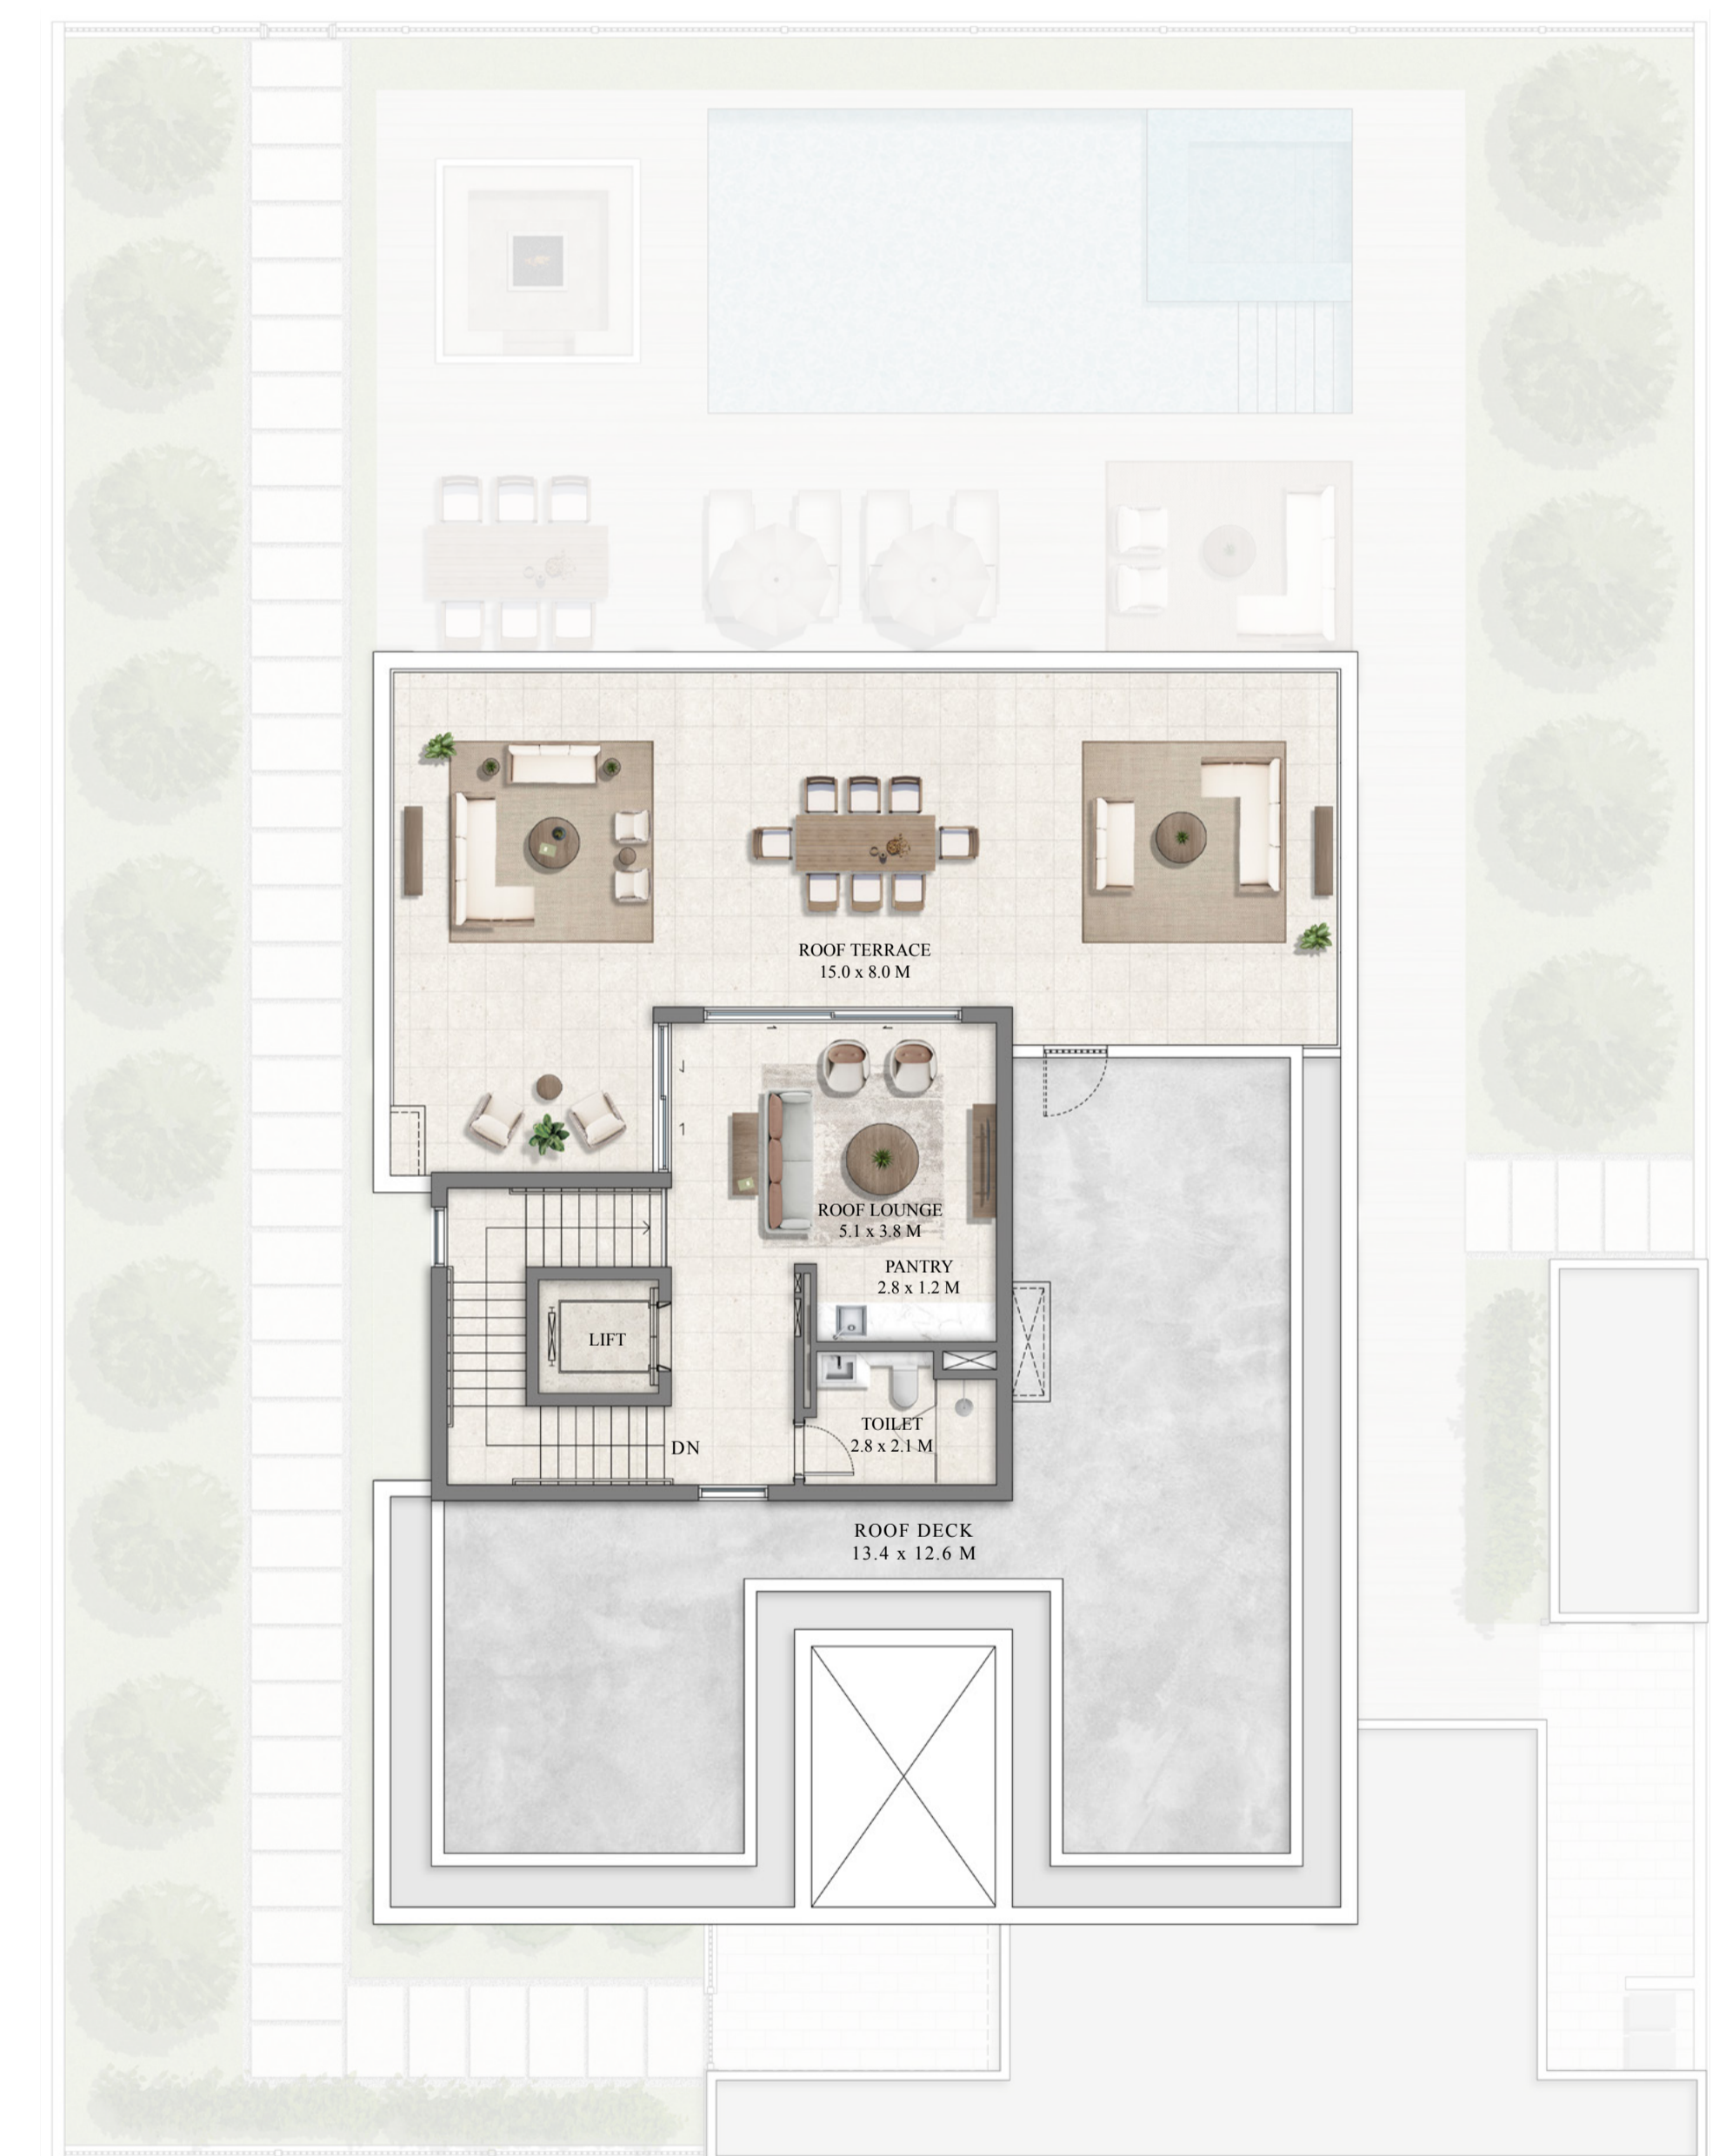 ROOF TERRACE
15.0 x 8.0 M
ROOF LOUNGE
5.1 x 3.8 M
PANTRY
2.8 x 1.2 M
LIFT
TOILET
2.8 x 2.1 M
DN
ROOF DECK
13.4 x 12.6 M